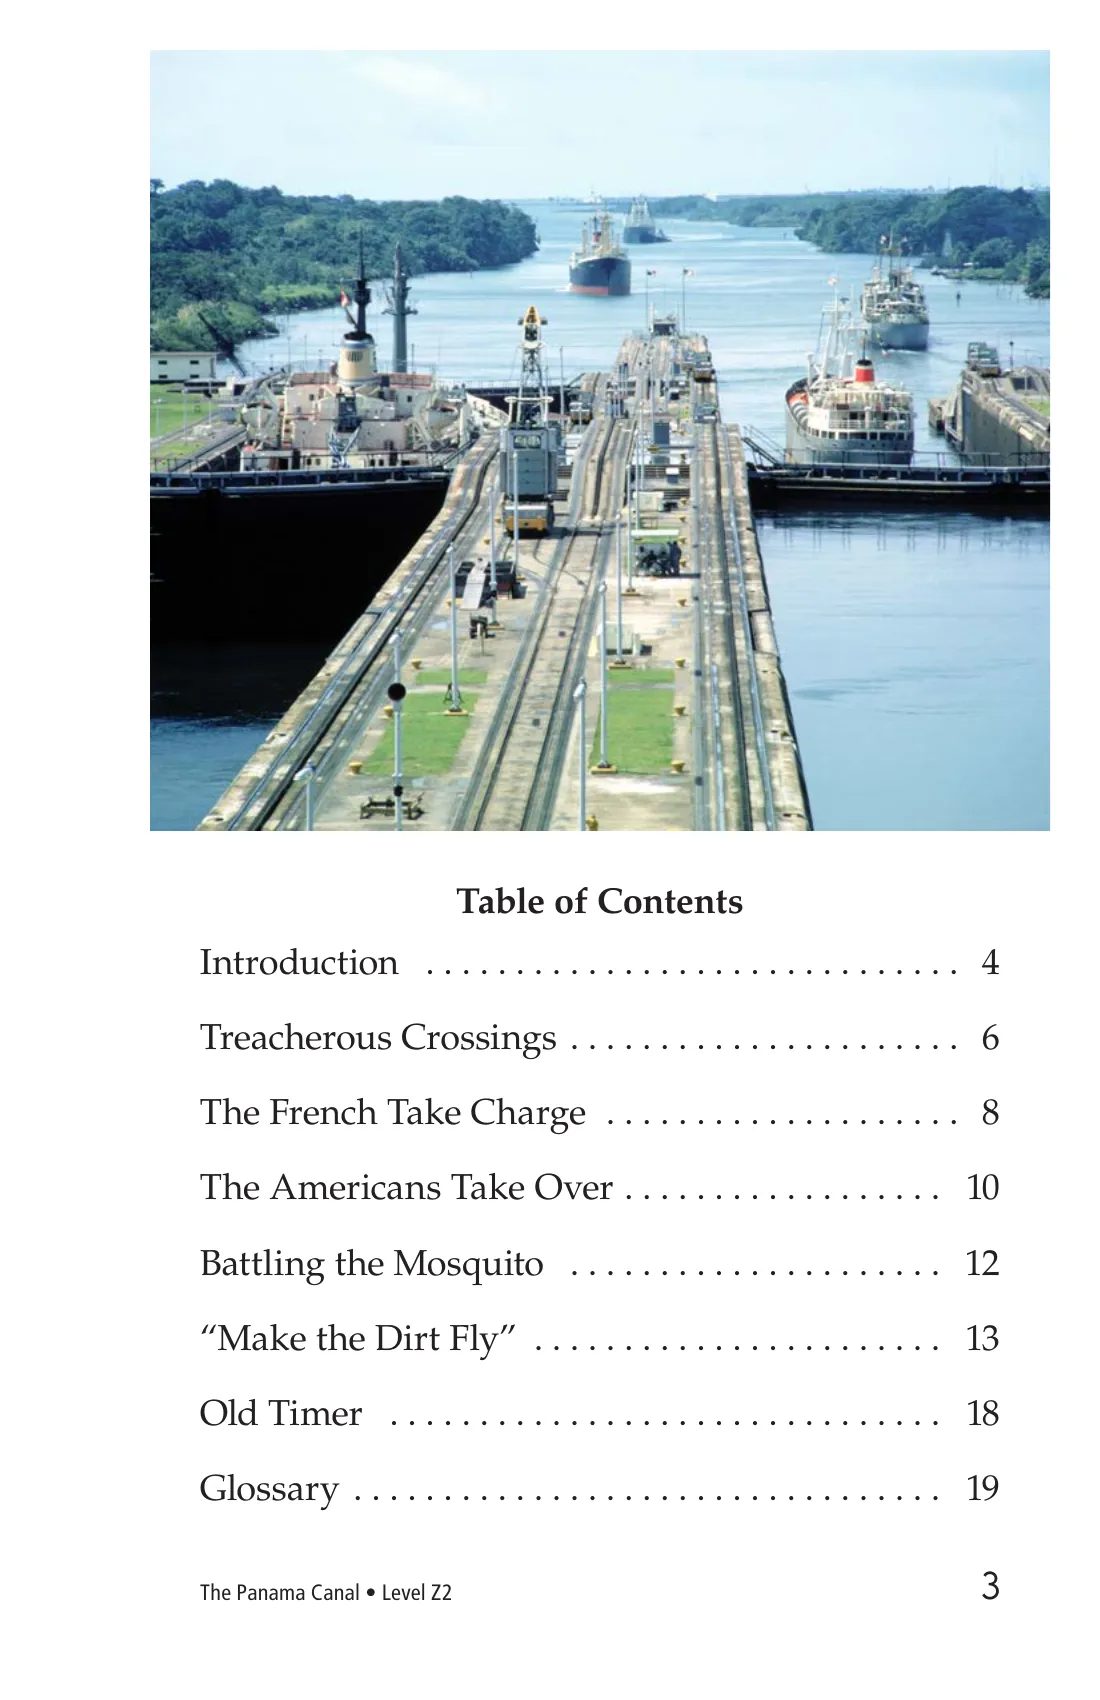 Table of Contents
Introduction . . . . . . . . . . . . . . . . . . . . . . . . . . . . . . 4
Treacherous Crossings . . . . . . . . . . . . . . . . . . . . . . 6
The French Take Charge . . . . . . . . . . . . . . . . . . . . 8
The Americans Take Over . . . . . . . . . . . . . . . . . . 10
Battling the Mosquito . . . . . . . . . . . . . . . . . . . . . 12
“Make the Dirt Fly” . . . . . . . . . . . . . . . . . . . . . . . 13
Old Timer . . . . . . . . . . . . . . . . . . . . . . . . . . . . . . . 18
Glossary . . . . . . . . . . . . . . . . . . . . . . . . . . . . . . . . . 19
The Panama Canal • Level Z2 3